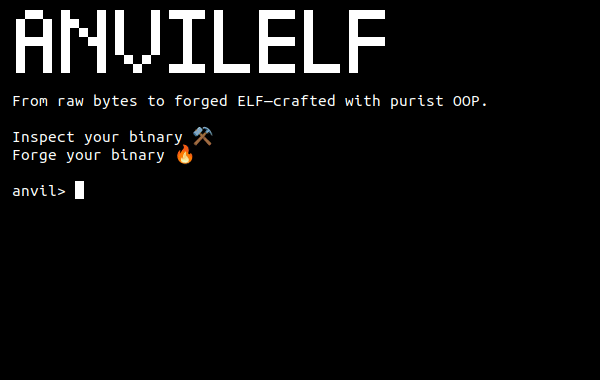 ANVILELF
From raw bytes to forged ELF—crafted with purist OOP.
Inspect your binary ⚒️
Forge your binary 🔥
anvil>